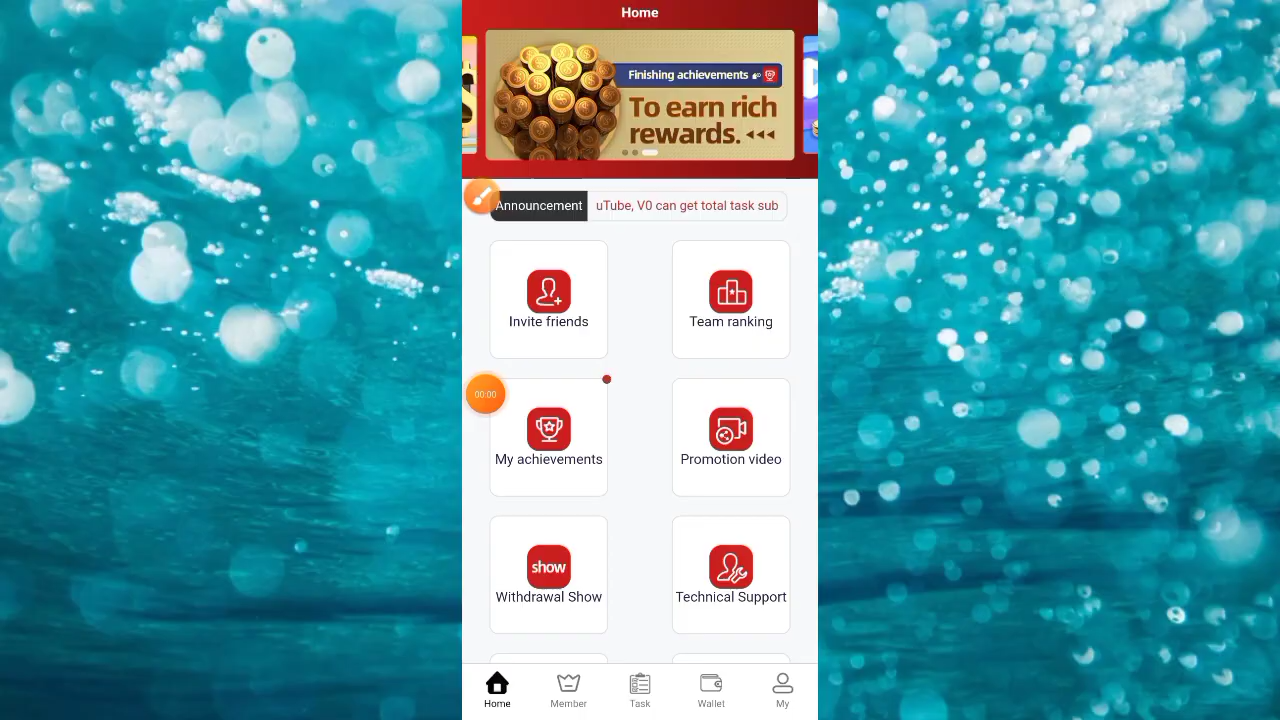 Home
Finishing achievements
To earn rich
rewards.
Announcement
uTube, V0 can get total task sub
Invite friends
Team ranking
00:00
My achievements
Promotion video
show
Withdrawal Show
Technical Support
Home
Member
Task
Wallet
My